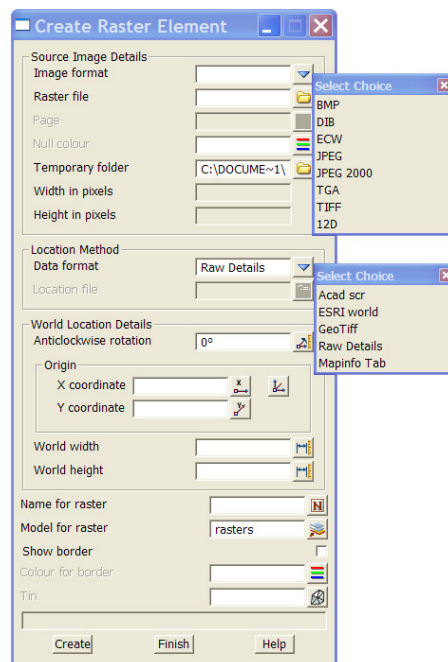 Create Raster Element
Source Image Details
Image format
Raster file
Page
Null colour
Temporary folder C:\DOCUME~1\
Width in pixels
Height in pixels
Select Choice
BMP
DIB
ECW
JPEG
JPEG 2000
TGA
TIFF
12D
Location Method
Data format Raw Details
Location file
Select Choice
Acad scr
ESRI world
GeoTiff
Raw Details
Mapinfo Tab
World Location Details
Anticlockwise rotation 0°
Origin
X coordinate
Y coordinate
World width
World height
Name for raster N
Model for raster rasters
Show border
Colour for border
Tin
Create Finish Help